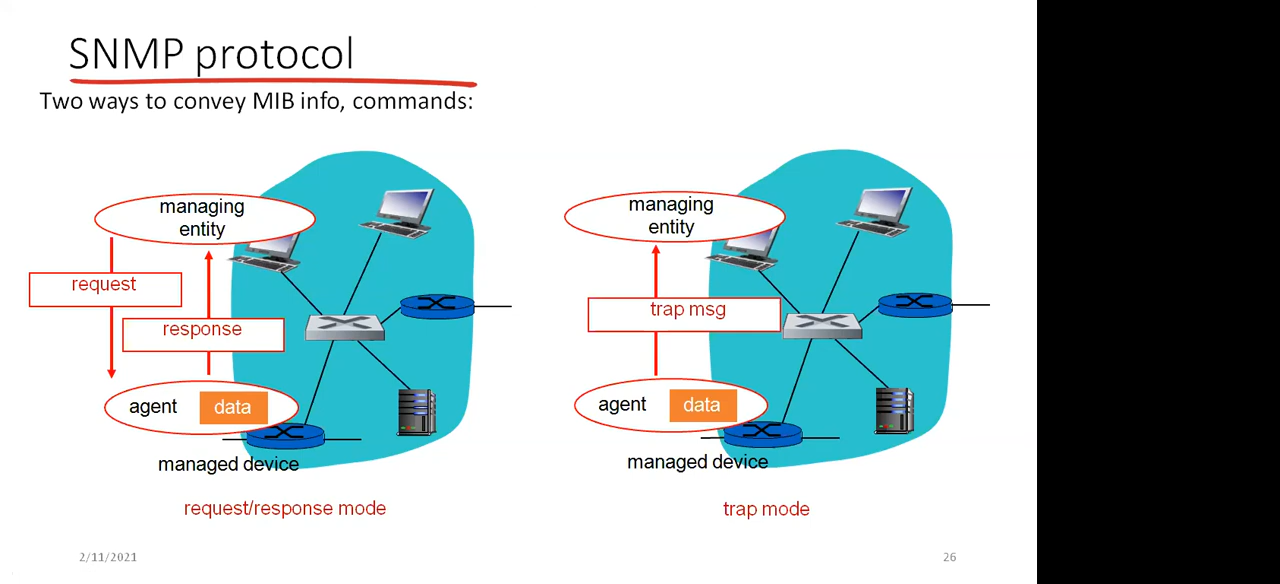 SNMP protocol
Two ways to convey MIB info, commands:
managing
entity
request
response
agent
data
managed device
request/response mode
managing
entity
trap msg
agent
data
managed device
trap mode
2/11/2021
26